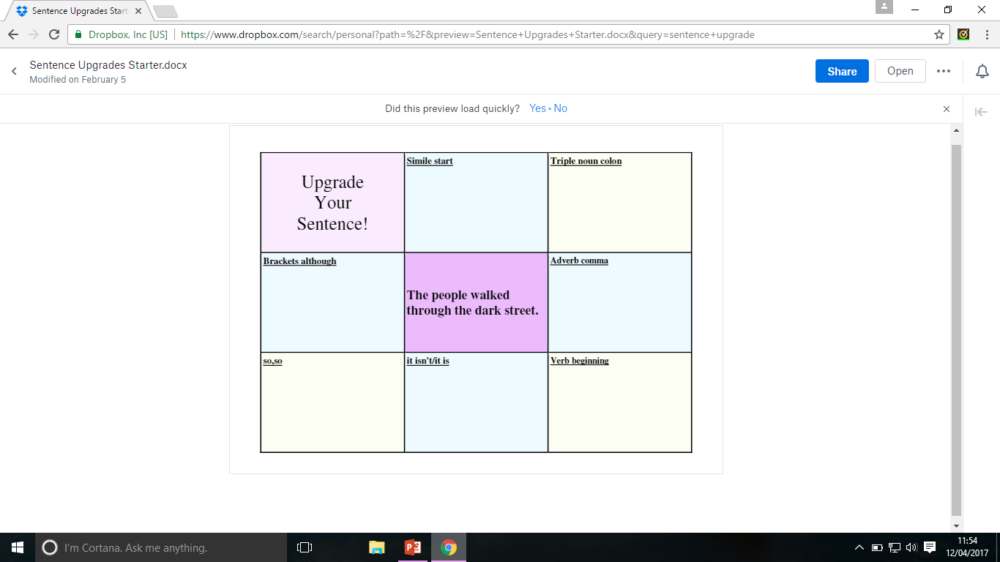 Sentence Upgrades Start
Dropbox, Inc [US]
https://www.dropbox.com/search/personal?path=%2F&preview=Sentence+Upgrades+Starter.docx&query=sentence+upgrade
Sentence Upgrades Starter.docx
Modified on February 5
Share
Open
Did this preview load quickly? Yes • No
Upgrade
Your
Sentence!
Simile start
Triple noun colon
Brackets although
The people walked
through the dark street.
Adverb comma
so,so
it isn't/it is
Verb beginning
I'm Cortana. Ask me anything.
11:54
12/04/2017